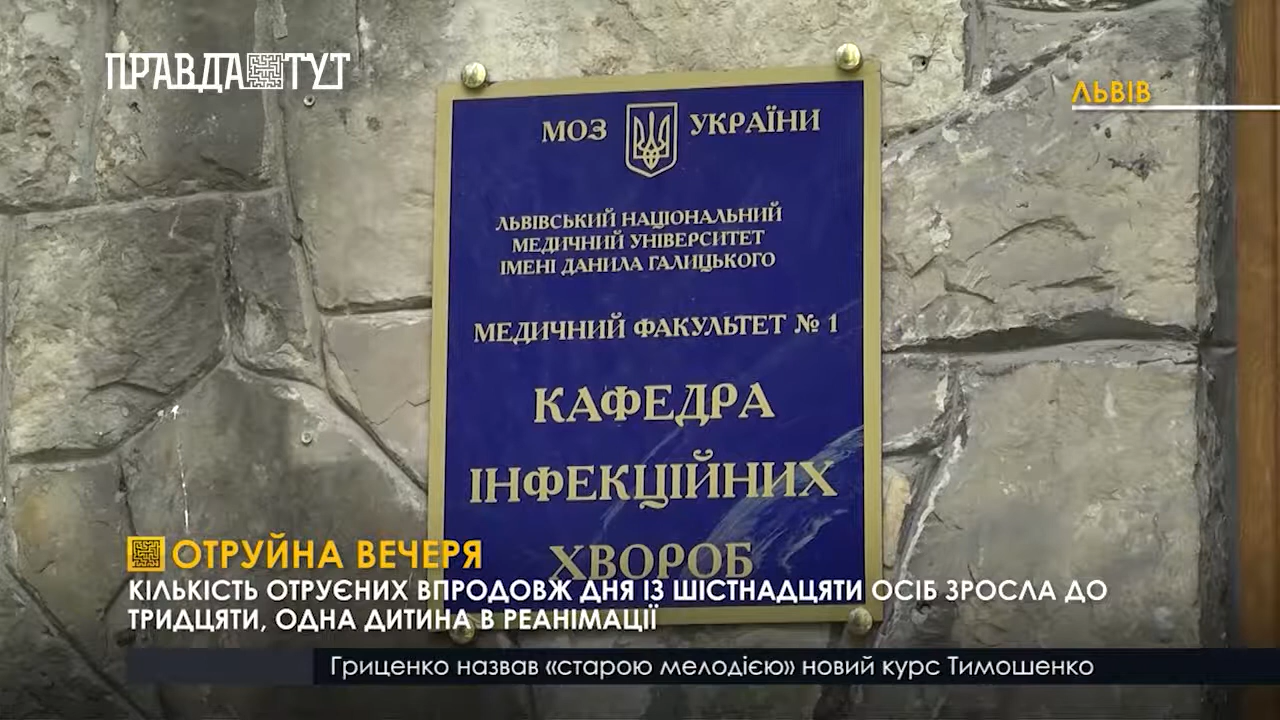 ПРАВДА ТУТ
ЛЬВІВ
МОЗ УКРАЇНИ
ЛЬВІВСЬКИЙ НАЦІОНАЛЬНИЙ
МЕДИЧНИЙ УНІВЕРСИТЕТ
ІМЕНІ ДАНИЛА ГАЛИЦЬКОГО
МЕДИЧНИЙ ФАКУЛЬТЕТ № 1
КАФЕДРА
ІНФЕКЦІЙНИХ
ХВОРОБ
ОТРУЙНА ВЕЧЕРЯ
КІЛЬКІСТЬ ОТРУЄНИХ ВПРОДОВЖ ДНЯ ІЗ ШІСТНАДЦЯТИ ОСІБ ЗРОСЛА ДО
ТРИДЦЯТИ, ОДНА ДИТИНА В РЕАНІМАЦІЇ
Гриценко назвав «старою мелодією» новий курс Тимошенко